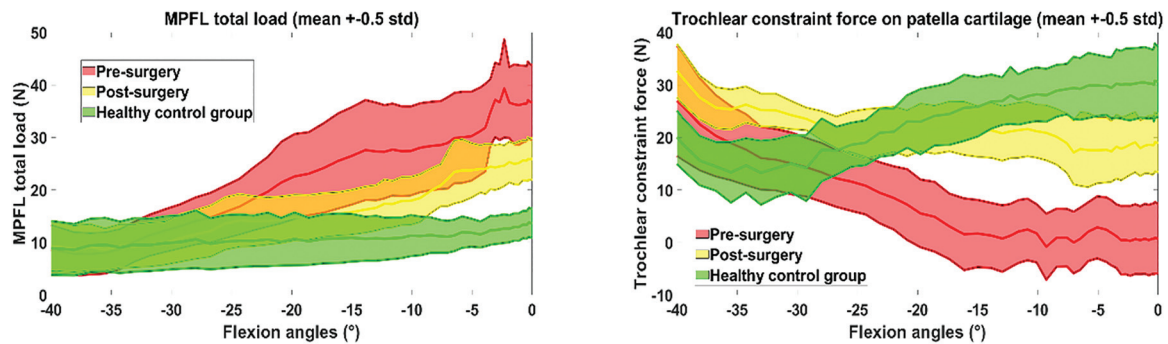 MPFL total load (mean +-0.5 std)
50
40
30
20
10
0
MPFL total load (N)
Pre-surgery
Post-surgery
Healthy control group
-40 -35 -30 -25 -20 -15 -10 -5 0
Flexion angles (°)
Trochlear constraint force on patella cartilage (mean +-0.5 std)
40
30
20
10
0
-10
Trochlear constraint force (N)
Pre-surgery
Post-surgery
Healthy control group
-40 -35 -30 -25 -20 -15 -10 -5 0
Flexion angles (°)